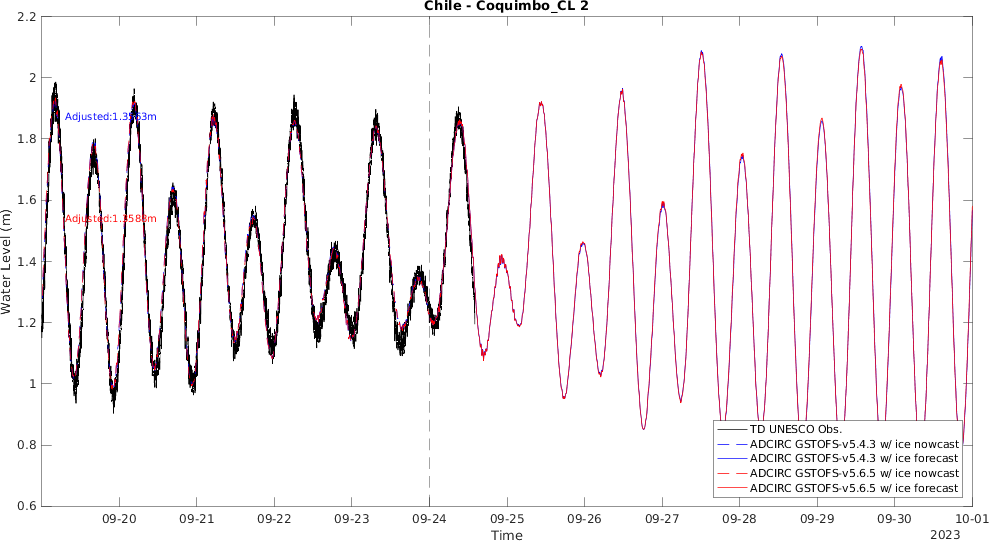 Chile - Coquimbo_CL 2
2.2
2
1.8
1.6
1.4
1.2
1
0.8
0.6
Water Level (m)
Adjusted:1.3563m
Adjusted:1.3588m
TD UNESCO Obs.
ADCIRC GSTOFS-v5.4.3 w/ ice nowcast
ADCIRC GSTOFS-v5.4.3 w/ ice forecast
ADCIRC GSTOFS-v5.6.5 w/ ice nowcast
ADCIRC GSTOFS-v5.6.5 w/ ice forecast
09-20 09-21 09-22 09-23 09-24 09-25 09-26 09-27 09-28 09-29 09-30 10-01
Time
2023